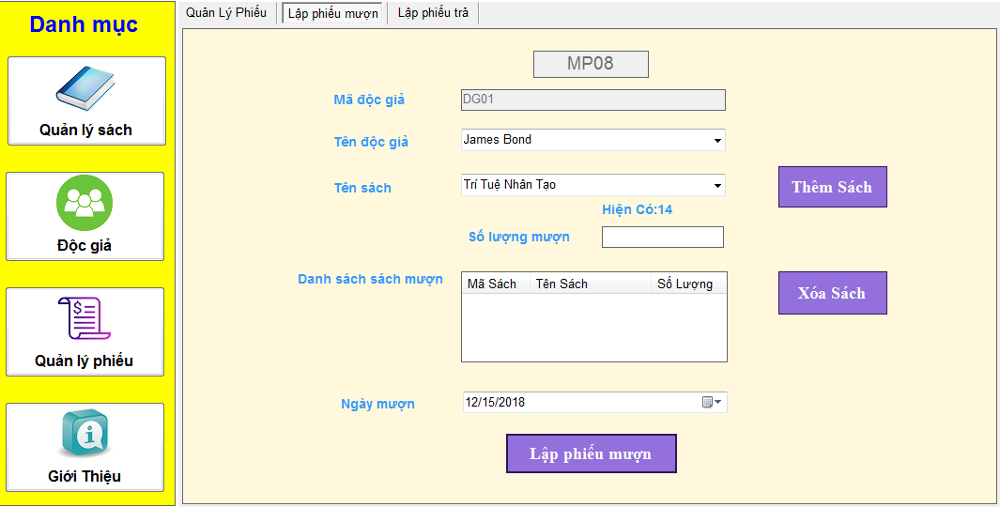 Danh mục
Quản lý sách
Độc giả
Quản lý phiếu
Giới Thiệu
Quản Lý Phiếu
Lập phiếu mượn
Lập phiếu trả
MP08
Mã độc giả
DG01
Tên độc giả
James Bond
Tên sách
Trí Tuệ Nhân Tạo
Thêm Sách
Hiện Có:14
Số lượng mượn
Danh sách sách mượn
Mã Sách
Tên Sách
Số Lượng
Xóa Sách
Ngày mượn
12/15/2018
Lập phiếu mượn